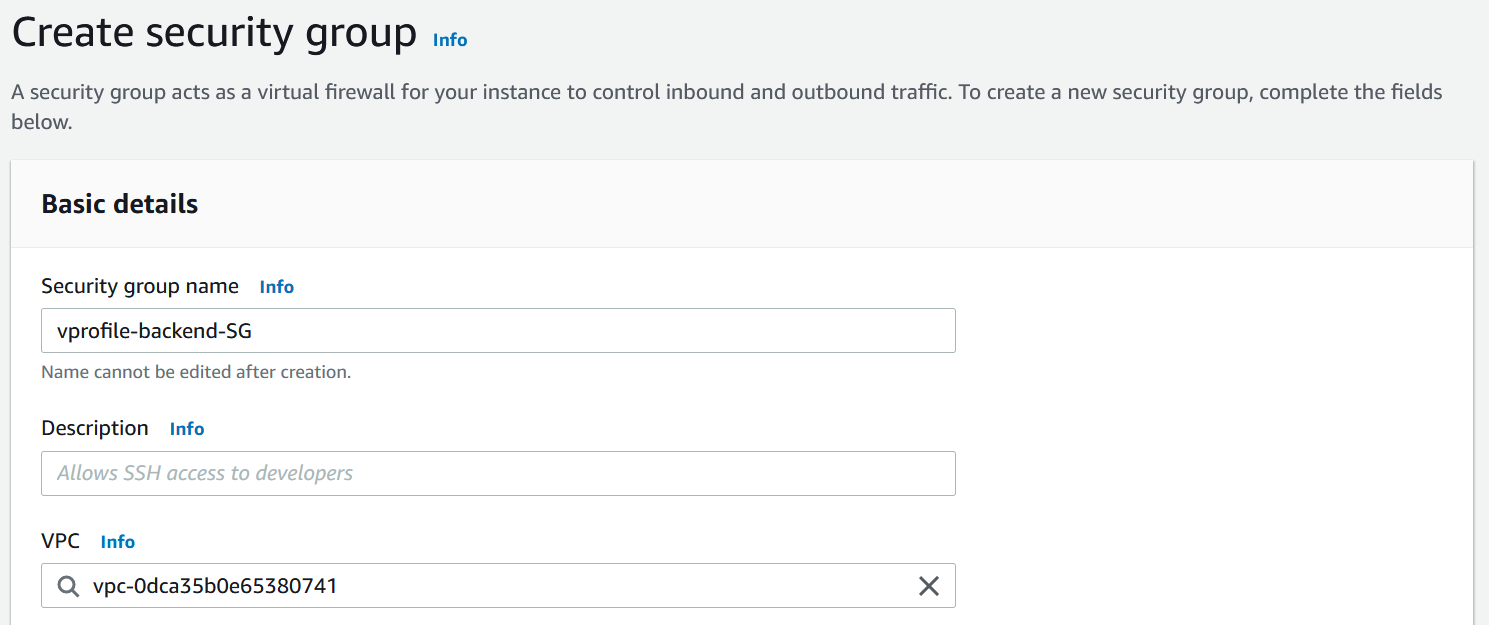 Create security group Info
A security group acts as a virtual firewall for your instance to control inbound and outbound traffic. To create a new security group, complete the fields
below.
Basic details
Security group name Info
vprofile-backend-SG
Name cannot be edited after creation.
Description Info
Allows SSH access to developers
VPC Info
vpc-0dca35b0e65380741